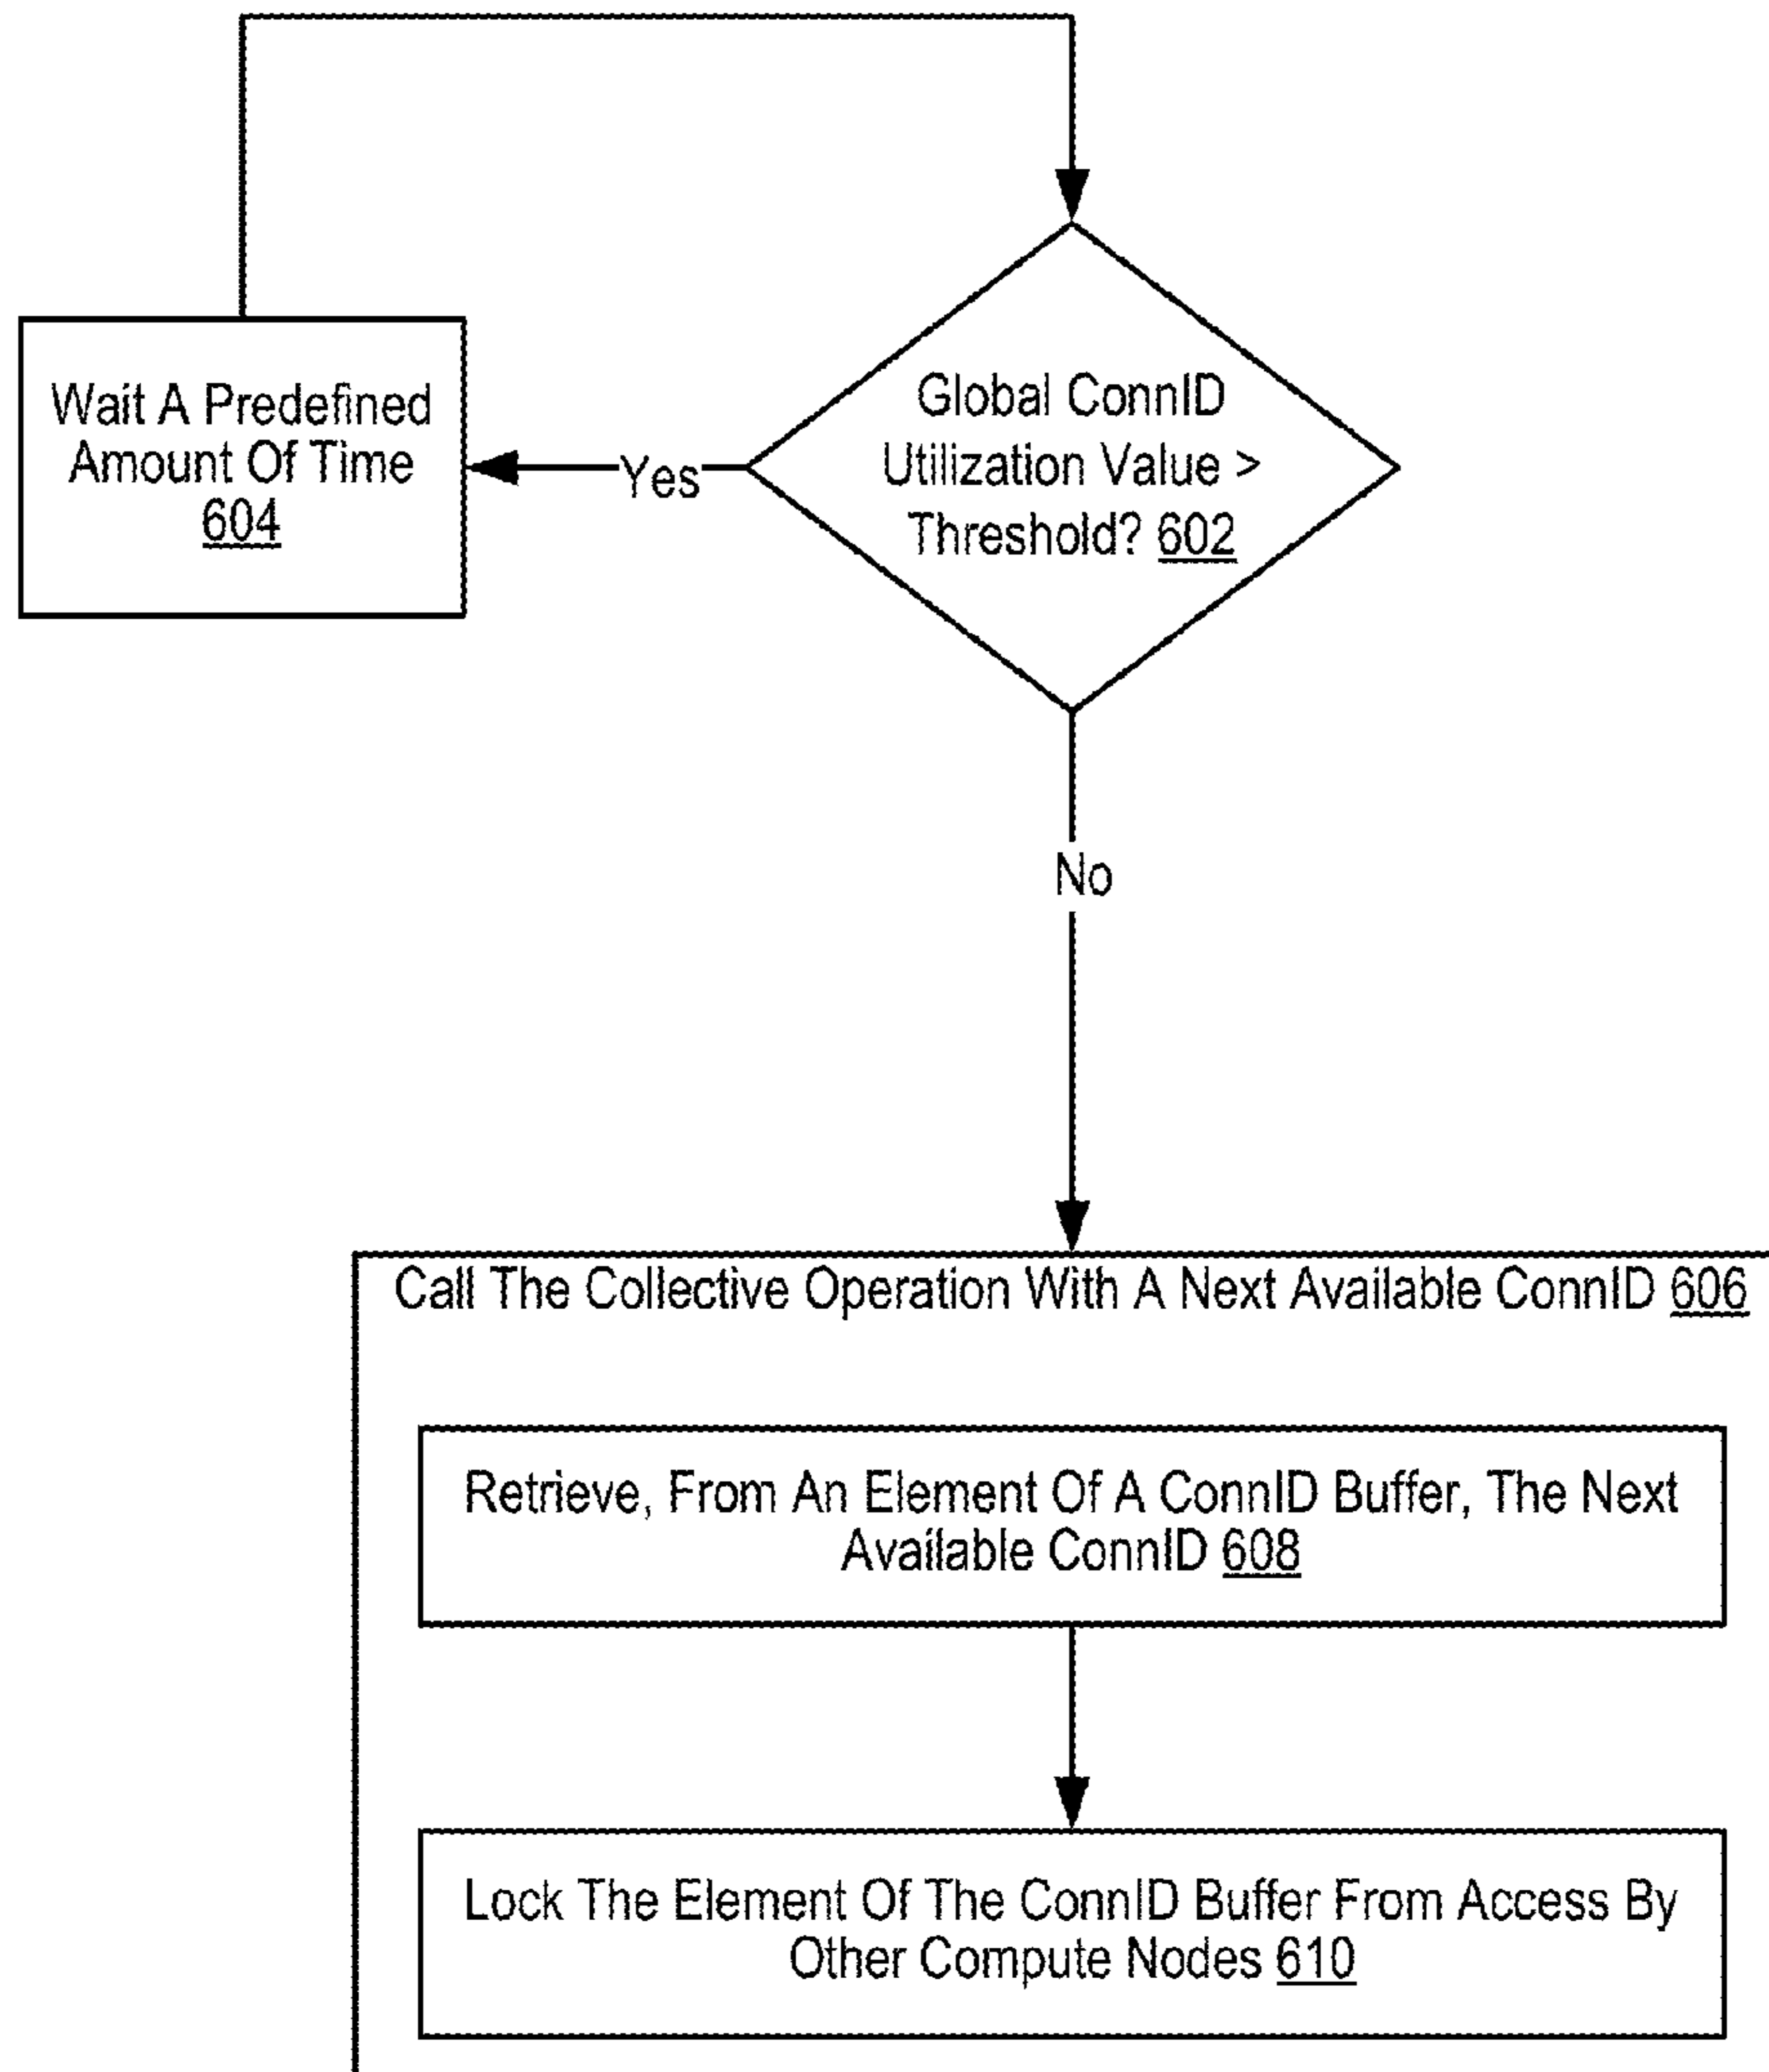 Wait A Predefined
Amount Of Time
604
Yes
Global ConnID
Utilization Value >
Threshold? 602
No
Call The Collective Operation With A Next Available ConnID 606
Retrieve, From An Element Of A ConnID Buffer, The Next
Available ConnID 608
Lock The Element Of The ConnID Buffer From Access By
Other Compute Nodes 610